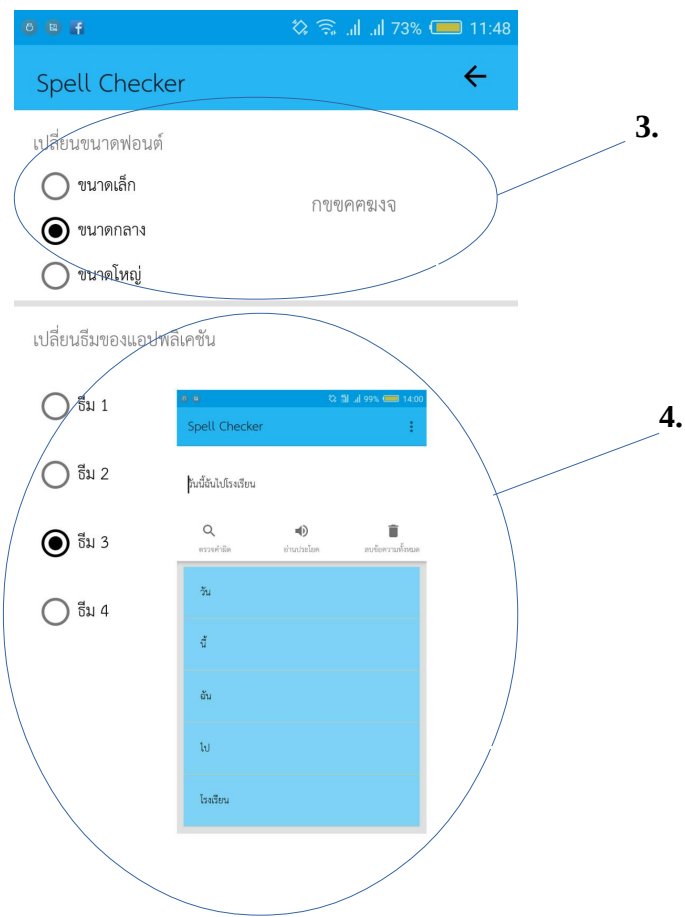 73% 11:48
Spell Checker
3.
เปลี่ยนขนาดฟอนต์
ขนาดเล็ก
กขฃคฅฆงจ
ขนาดกลาง
ขนาดใหญ่
เปลี่ยนธีมของแอปพลิเคชัน
4.
ธีม 1
ธีม 2
ธีม 3
ธีม 4
99% 14:00
Spell Checker
วันนี้ฉันไปโรงเรียน
ตรวจคำผิด อ่านประโยค ลบข้อความทั้งหมด
วัน
นี้
ฉัน
ไป
โรงเรียน